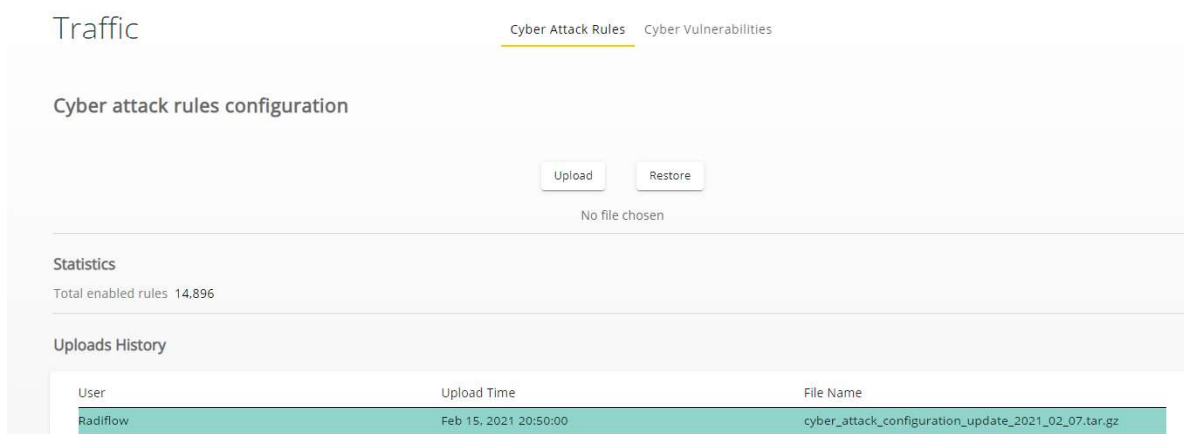 Traffic
Cyber Attack Rules Cyber Vulnerabilities
Cyber attack rules configuration
Upload Restore
No file chosen
Statistics
Total enabled rules 14,896
Uploads History
User Upload Time File Name
Radiflow Feb 15, 2021 20:50:00 cyber_attack_configuration_update_2021_02_07.tar.gz